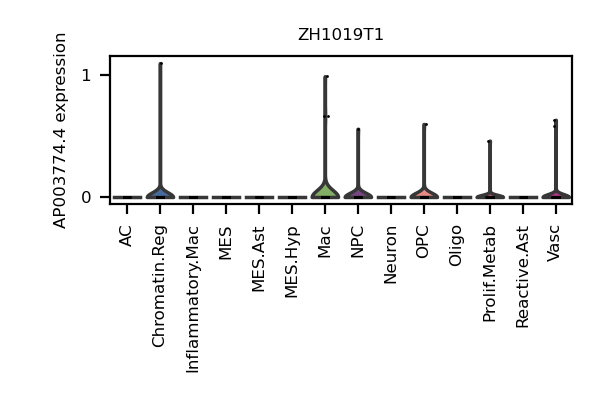 ZH1019T1
AP003774.4 expression
1
0
AC
Chromatin.Reg
Inflammatory.Mac
MES
MES.Ast
MES.Hyp
Mac
NPC
Neuron
OPC
Oligo
Prolif.Metab
Reactive.Ast
Vasc